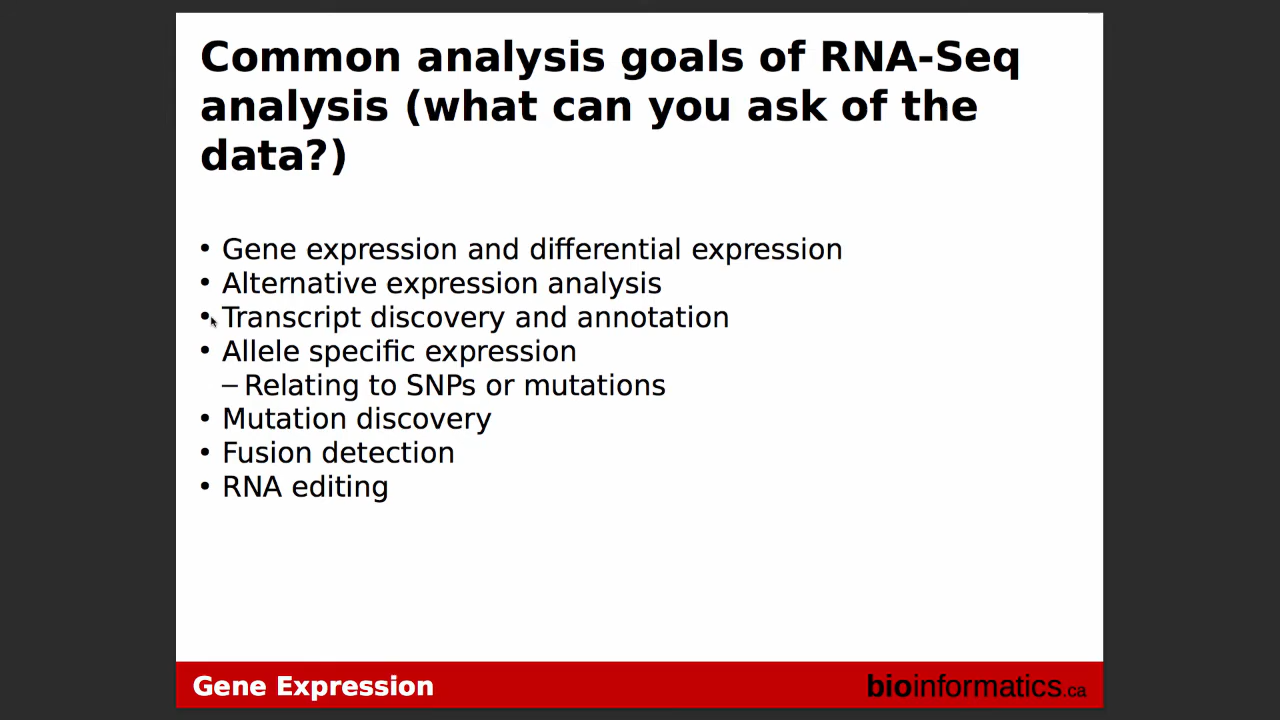 Common analysis goals of RNA-Seq
analysis (what can you ask of the
data?)
• Gene expression and differential expression
• Alternative expression analysis
• Transcript discovery and annotation
• Allele specific expression
– Relating to SNPs or mutations
• Mutation discovery
• Fusion detection
• RNA editing
Gene Expression
bioinformatics.ca